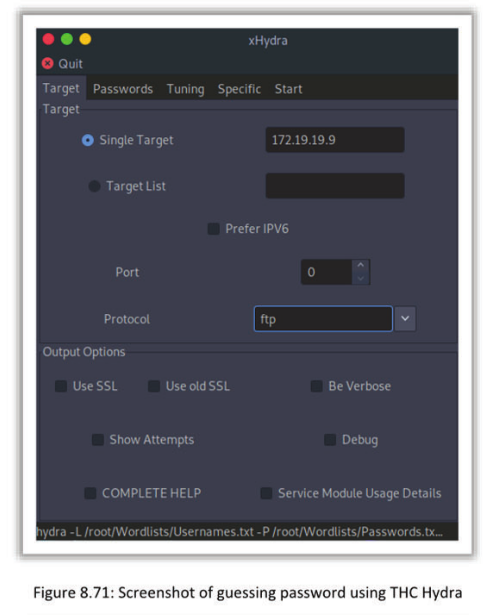 xHydra
Quit
Target Passwords Tuning Specific Start
Target
Single Target 172.19.19.9
Target List
Prefer IPV6
Port 0
Protocol ftp
Output Options
Use SSL Use old SSL Be Verbose
Show Attempts Debug
COMPLETE HELP Service Module Usage Details
hydra -L /root/Wordlists/Usernames.txt -P /root/Wordlists/Passwords.tx...
Figure 8.71: Screenshot of guessing password using THC Hydra